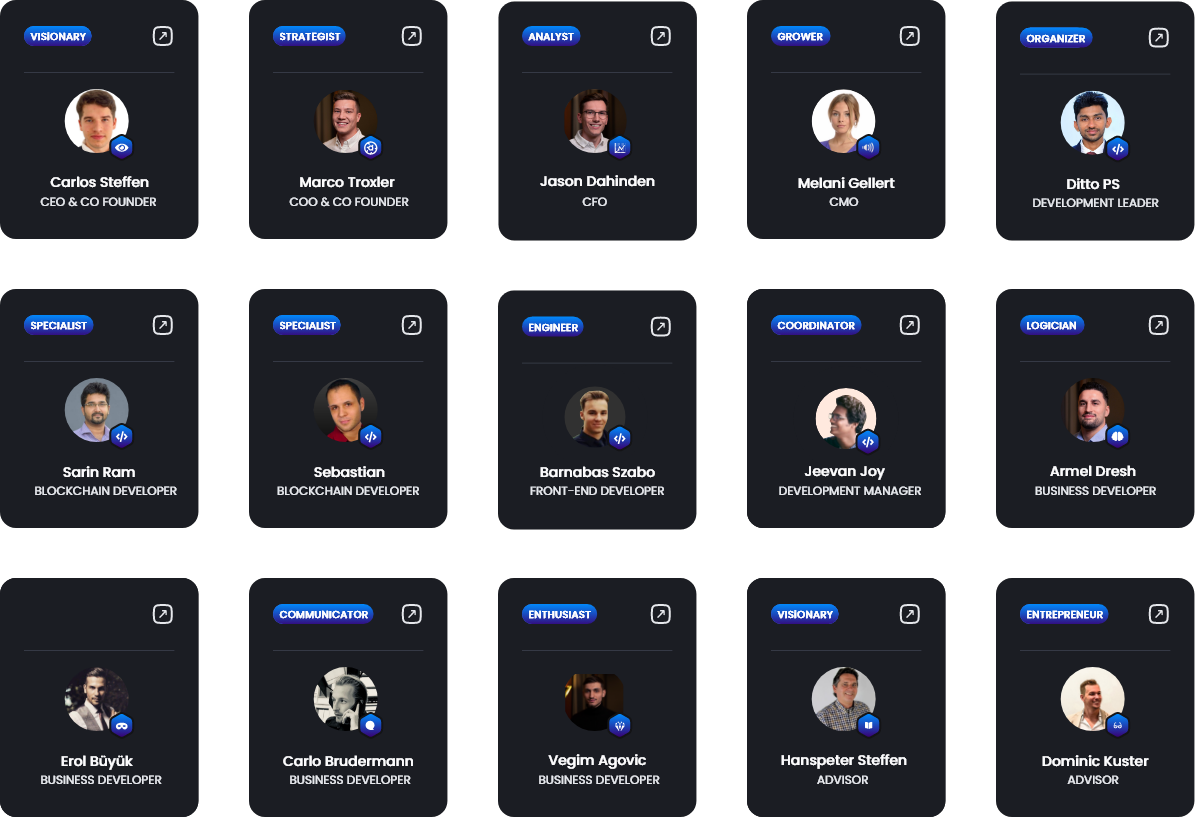 VISIONARY
Carlos Steffen
CEO & CO FOUNDER
STRATEGIST
Marco Troxler
COO & CO FOUNDER
ANALYST
Jason Dahinden
CFO
GROWER
Melani Gellert
CMO
ORGANIZER
Ditto PS
DEVELOPMENT LEADER
SPECIALIST
Sarin Ram
BLOCKCHAIN DEVELOPER
SPECIALIST
Sebastian
BLOCKCHAIN DEVELOPER
ENGINEER
Barnabas Szabo
FRONT-END DEVELOPER
COORDINATOR
Jeevan Joy
DEVELOPMENT MANAGER
LOGICIAN
Armel Dresh
BUSINESS DEVELOPER
Erol Büyük
BUSINESS DEVELOPER
COMMUNICATOR
Carlo Brudermann
BUSINESS DEVELOPER
ENTHUSIAST
Vegim Agovic
BUSINESS DEVELOPER
VISIONARY
Hanspeter Steffen
ADVISOR
ENTREPRENEUR
Dominic Kuster
ADVISOR